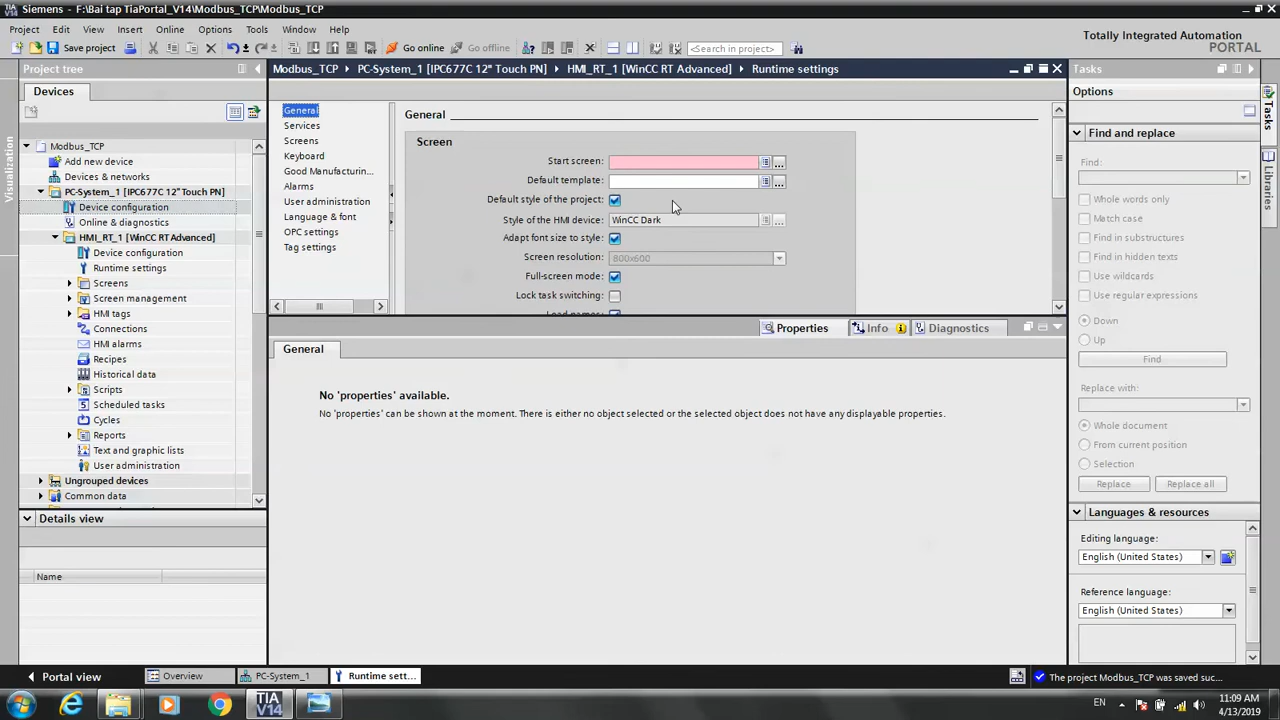 Siemens - F:\Bai tap TiaPortal_V14\Modbus_TCP\Modbus_TCP
Project Edit View Insert Online Options Tools Window Help
Totally Integrated Automation
PORTAL
Save project
Go online
Go offline
<Search in project>
Project tree
Modbus_TCP
PC-System_1 [IPC677C 12" Touch PN]
HMI_RT_1 [WinCC RT Advanced]
Runtime settings
Tasks
Devices
Options
Visualization
Modbus_TCP
Add new device
Devices & networks
PC-System_1 [IPC677C 12" Touch PN]
Device configuration
Online & diagnostics
HMI_RT_1 [WinCC RT Advanced]
Device configuration
Runtime settings
Screens
Screen management
HMI tags
Connections
HMI alarms
Recipes
Historical data
Scripts
Scheduled tasks
Cycles
Reports
Text and graphic lists
User administration
Ungrouped devices
Common data
Details view
Name
General
Services
Screens
Keyboard
Good Manufacturin...
Alarms
User administration
Language & font
OPC settings
Tag settings
General
Screen
Start screen:
Default template:
Default style of the project:
Style of the HMI device: WinCC Dark
Adapt font size to style:
Screen resolution: 800x600
Full-screen mode:
Lock task switching:
Load names:
Properties
Info
Diagnostics
General
No 'properties' available.
No 'properties' can be shown at the moment. There is either no object selected or the selected object does not have any displayable properties.
Find and replace
Find:
Whole words only
Match case
Find in substructures
Find in hidden texts
Use wildcards
Use regular expressions
Down
Up
Find
Replace with:
Whole document
From current position
Selection
Replace
Replace all
Languages & resources
Editing language:
English (United States)
Reference language:
English (United States)
Tasks
Libraries
Portal view
Overview
PC-System_1
Runtime sett...
The project Modbus_TCP was saved suc...
TIA
V14
EN
11:09 AM
4/13/2019